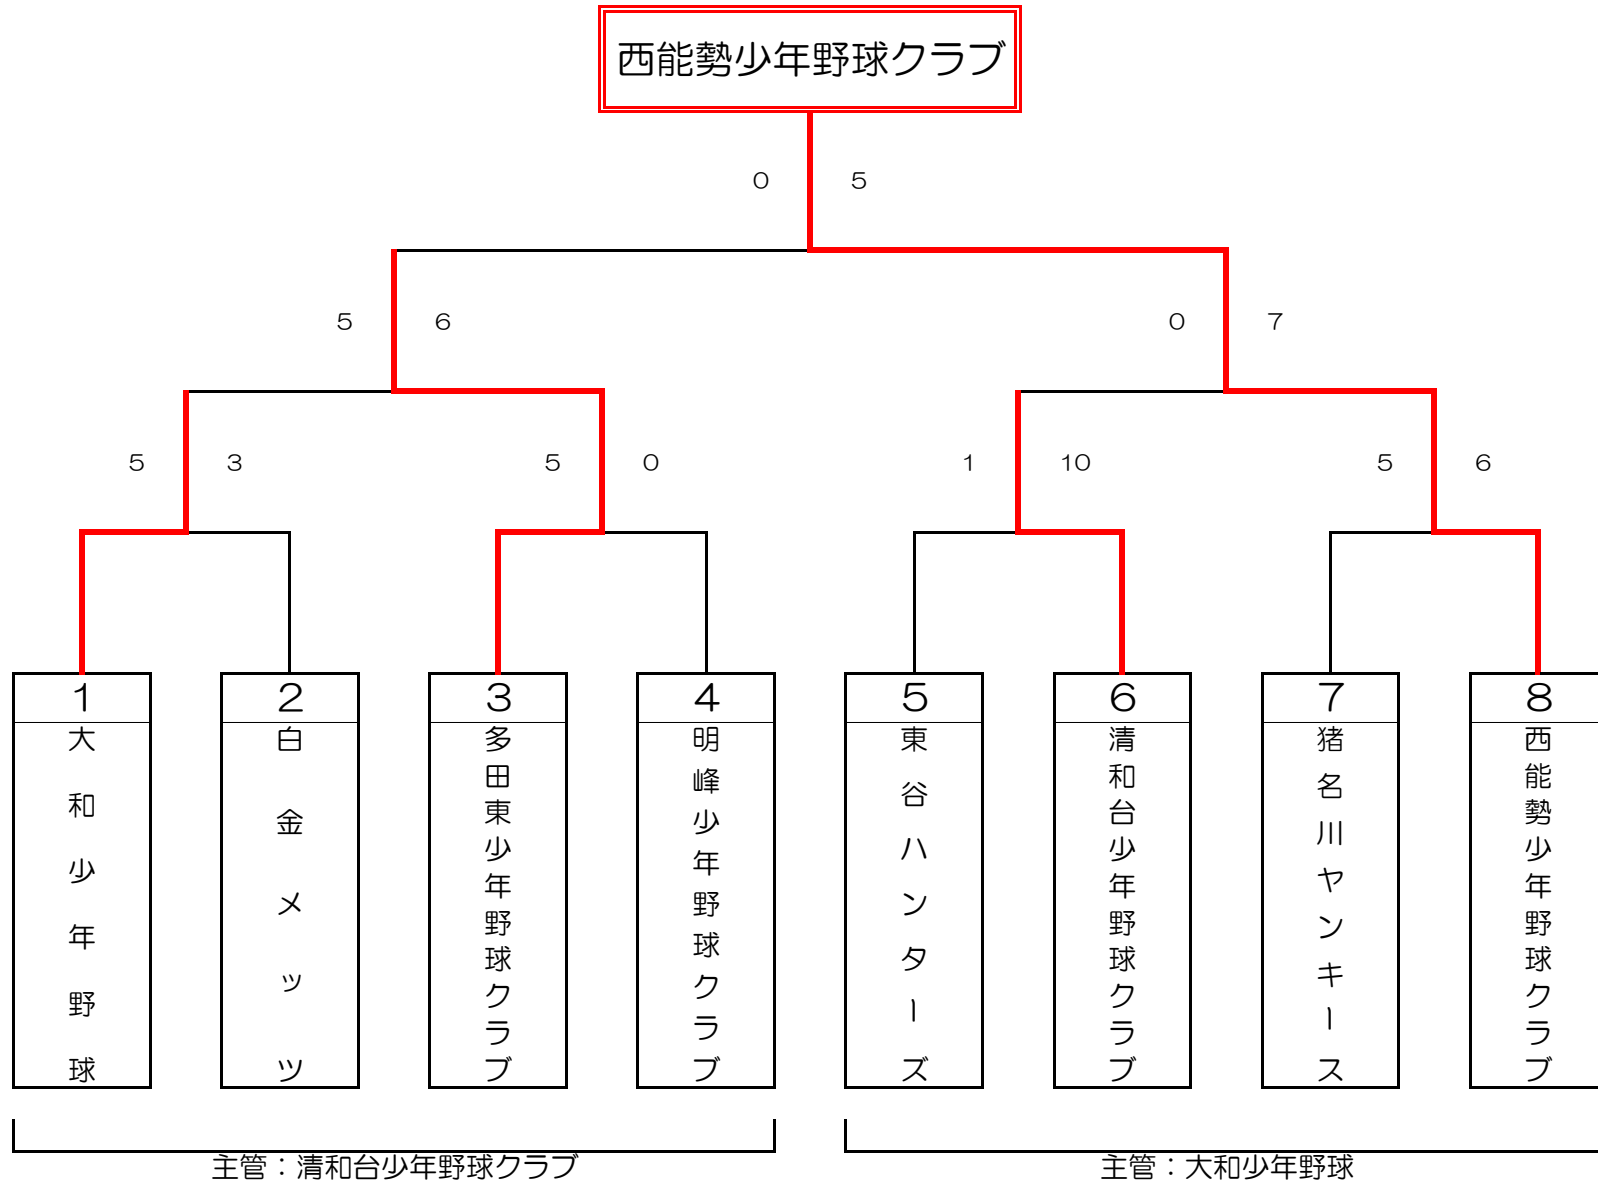 西能勢少年野球クラブ
0 5
5 6 0 7
5 3 5 0 1 10 5 6
1 2 3 4 5 6 7 8
大和少年野球
白金メッツ
多田東少年野球クラブ
明峰少年野球クラブ
東谷ハンターズ
清和台少年野球クラブ
猪名川ヤンキース
西能勢少年野球クラブ
主管：清和台少年野球クラブ
主管：大和少年野球